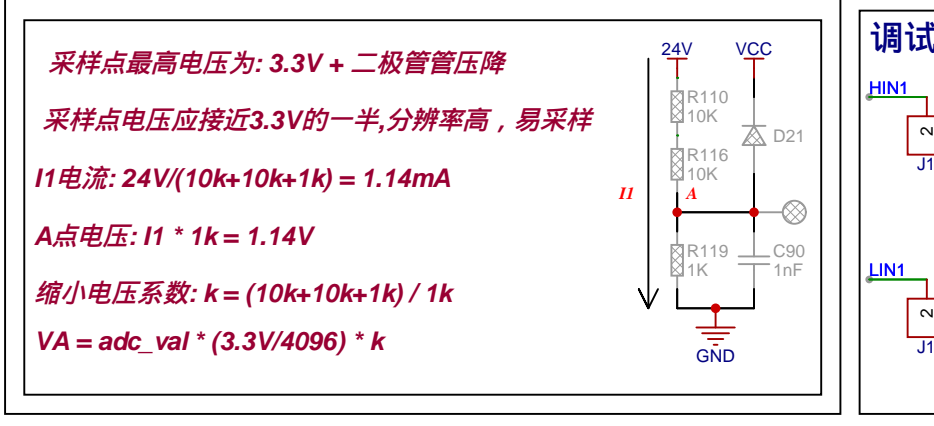 采样点最高电压为: 3.3V + 二极管管压降
采样点电压应接近3.3V的一半,分辨率高，易采样
I1电流: 24V/(10k+10k+1k) = 1.14mA
A点电压: I1 * 1k = 1.14V
缩小电压系数: k = (10k+10k+1k) / 1k
VA = adc_val * (3.3V/4096) * k
24V
VCC
R110
10K
D21
R116
10K
I1
A
R119
1K
C90
1nF
GND
调试
HIN1
2
J1
LIN1
2
J1